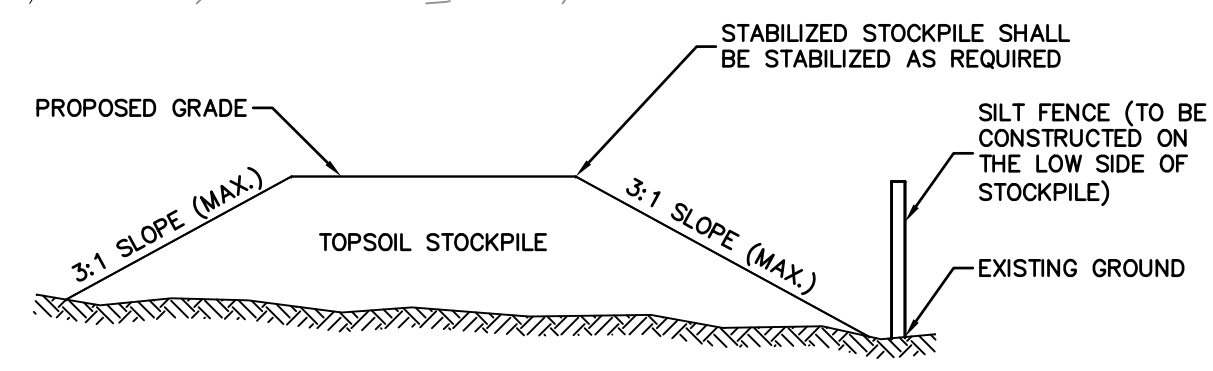 STABILIZED STOCKPILE SHALL
BE STABILIZED AS REQUIRED
PROPOSED GRADE
SILT FENCE (TO BE
CONSTRUCTED ON
THE LOW SIDE OF
STOCKPILE)
3:1 SLOPE (MAX.)
3:1 SLOPE (MAX.)
TOPSOIL STOCKPILE
EXISTING GROUND